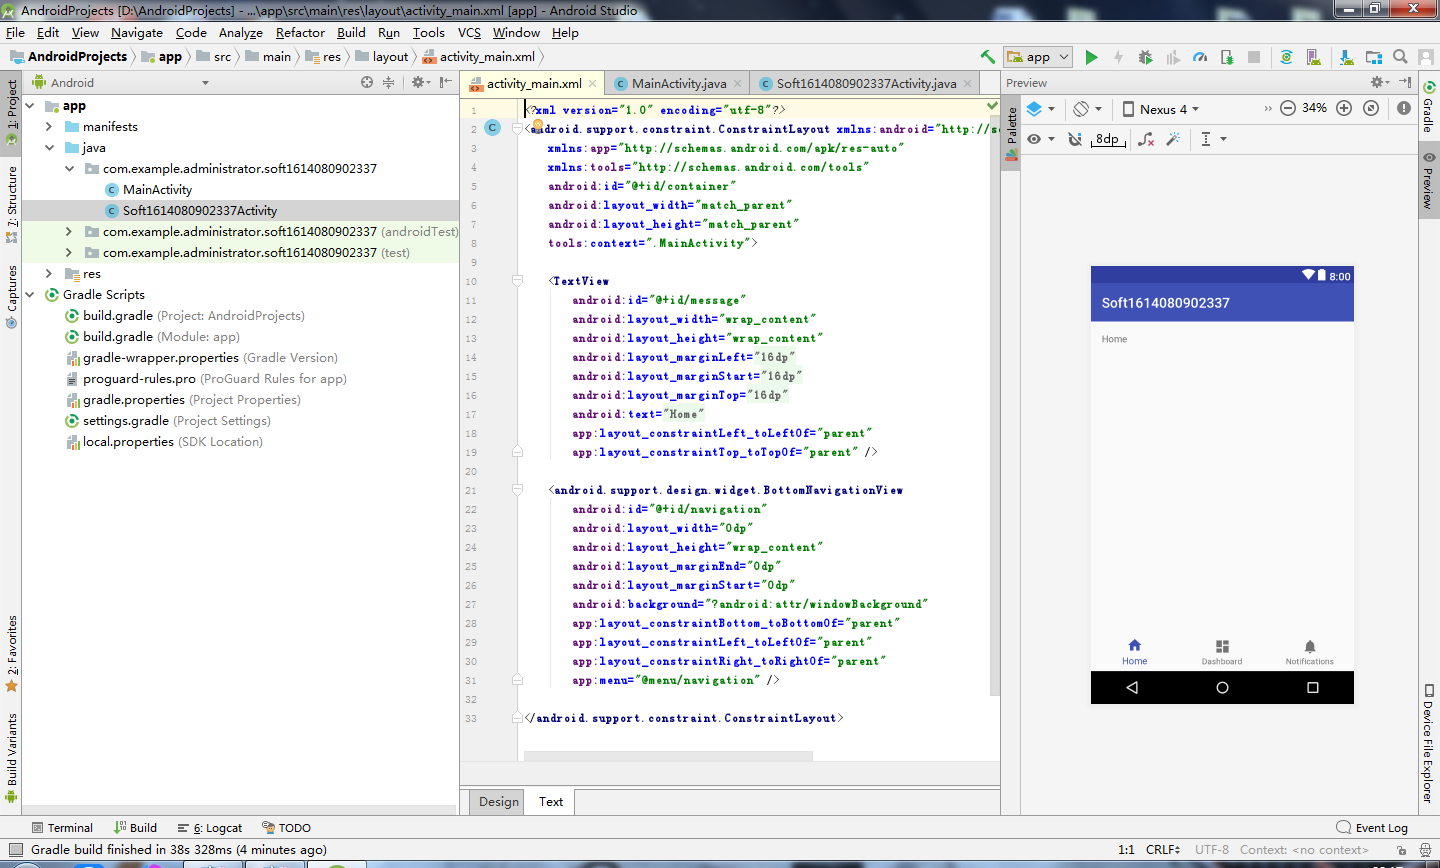 AndroidProjects [D:\AndroidProjects] - ...\app\src\main\res\layout\activity_main.xml [app] - Android Studio
File Edit View Navigate Code Analyze Refactor Build Run Tools VCS Window Help
AndroidProjects app src main res layout activity_main.xml app
1: Project
7: Structure
Captures
2: Favorites
Build Variants
Android
app
manifests
java
com.example.administrator.soft1614080902337
MainActivity
Soft1614080902337Activity
com.example.administrator.soft1614080902337 (androidTest)
com.example.administrator.soft1614080902337 (test)
res
Gradle Scripts
build.gradle (Project: AndroidProjects)
build.gradle (Module: app)
gradle-wrapper.properties (Gradle Version)
proguard-rules.pro (ProGuard Rules for app)
gradle.properties (Project Properties)
settings.gradle (Project Settings)
local.properties (SDK Location)
activity_main.xml MainActivity.java Soft1614080902337Activity.java
1 <?xml version="1.0" encoding="utf-8"?>
2 <android.support.constraint.ConstraintLayout xmlns:android="http://s
3 xmlns:app="http://schemas.android.com/apk/res-auto"
4 xmlns:tools="http://schemas.android.com/tools"
5 android:id="@+id/container"
6 android:layout_width="match_parent"
7 android:layout_height="match_parent"
8 tools:context=".MainActivity">
9
10 <TextView
11 android:id="@+id/message"
12 android:layout_width="wrap_content"
13 android:layout_height="wrap_content"
14 android:layout_marginLeft="16dp"
15 android:layout_marginStart="16dp"
16 android:layout_marginTop="16dp"
17 android:text="Home"
18 app:layout_constraintLeft_toLeftOf="parent"
19 app:layout_constraintTop_toTopOf="parent" />
20
21 <android.support.design.widget.BottomNavigationView
22 android:id="@+id/navigation"
23 android:layout_width="0dp"
24 android:layout_height="wrap_content"
25 android:layout_marginEnd="0dp"
26 android:layout_marginStart="0dp"
27 android:background="?android:attr/windowBackground"
28 app:layout_constraintBottom_toBottomOf="parent"
29 app:layout_constraintLeft_toLeftOf="parent"
30 app:layout_constraintRight_toRightOf="parent"
31 app:menu="@menu/navigation" />
32
33 </android.support.constraint.ConstraintLayout>
Design Text
Preview
Palette
Nexus 4 34%
8dp
8:00
Soft1614080902337
Home
Home Dashboard Notifications
Gradle
Preview
Device File Explorer
Terminal Build 6: Logcat TODO Event Log
Gradle build finished in 38s 328ms (4 minutes ago) 1:1 CRLF UTF-8 Context: <no context>